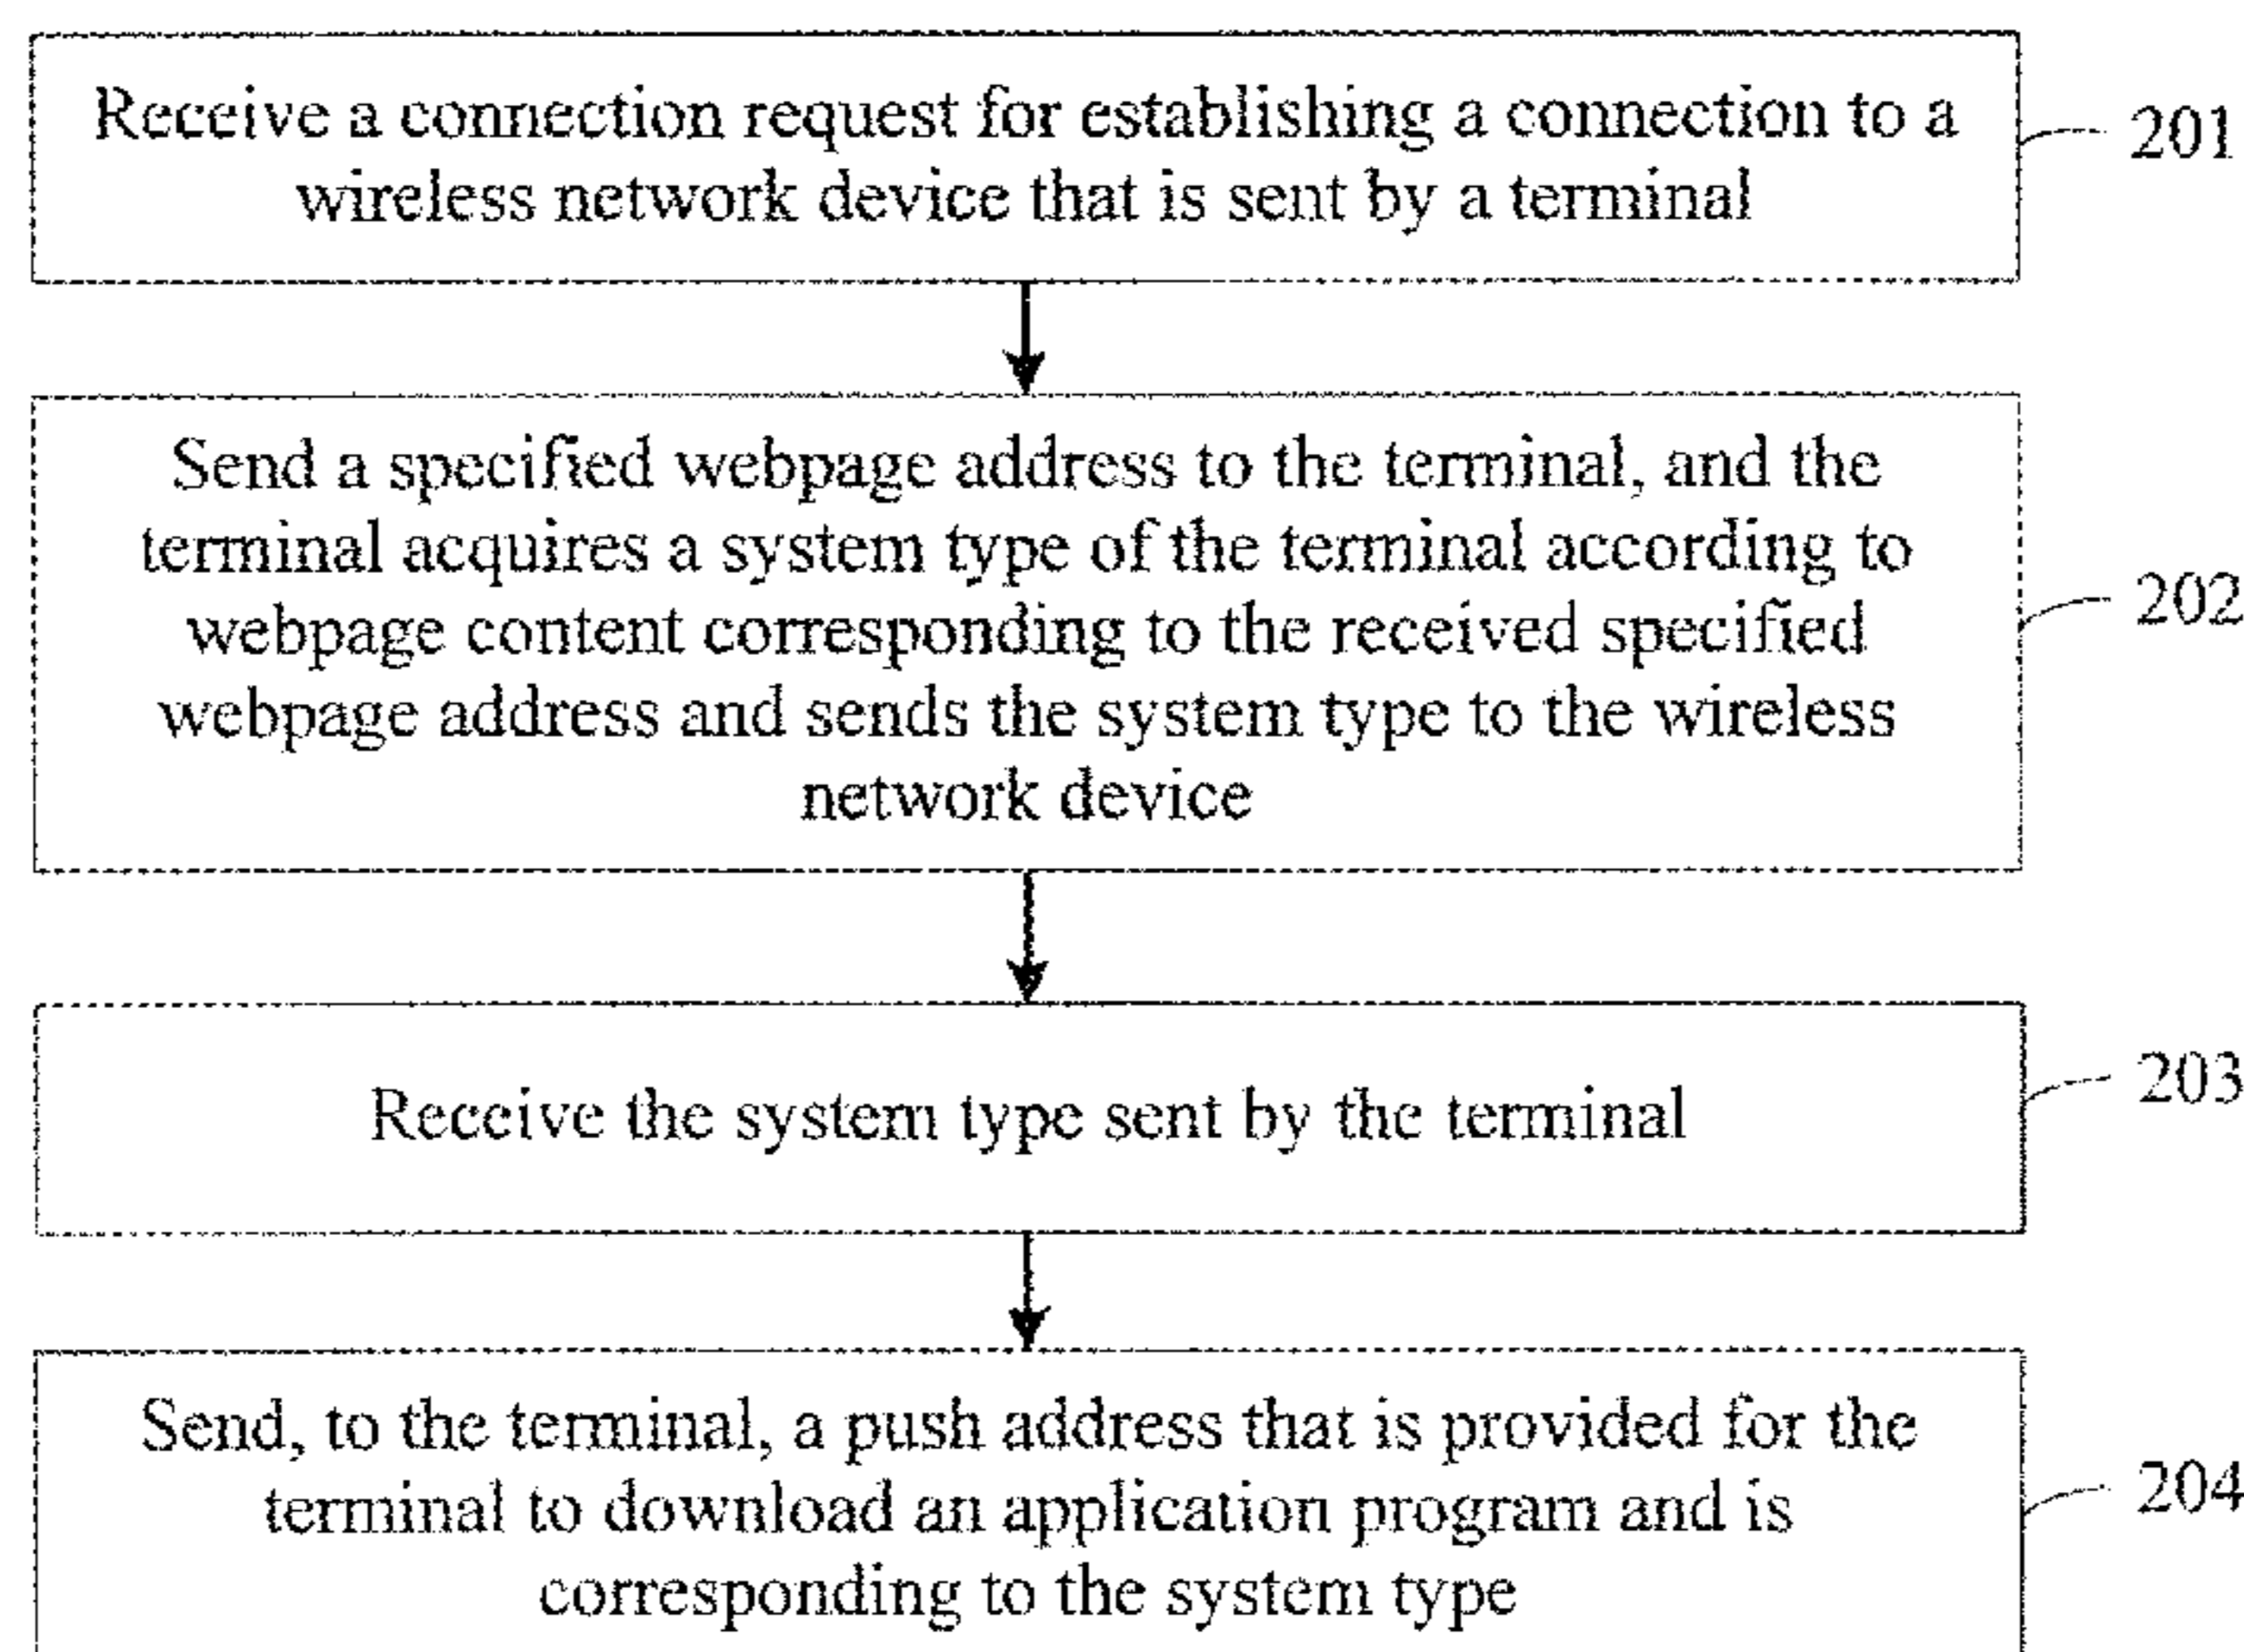 Receive a connection request for establishing a connection to a
wireless network device that is sent by a terminal
201
Send a specified webpage address to the terminal, and the
terminal acquires a system type of the terminal according to
webpage content corresponding to the received specified
webpage address and sends the system type to the wireless
network device
202
Receive the system type sent by the terminal
203
Send, to the terminal, a push address that is provided for the
terminal to download an application program and is
corresponding to the system type
204